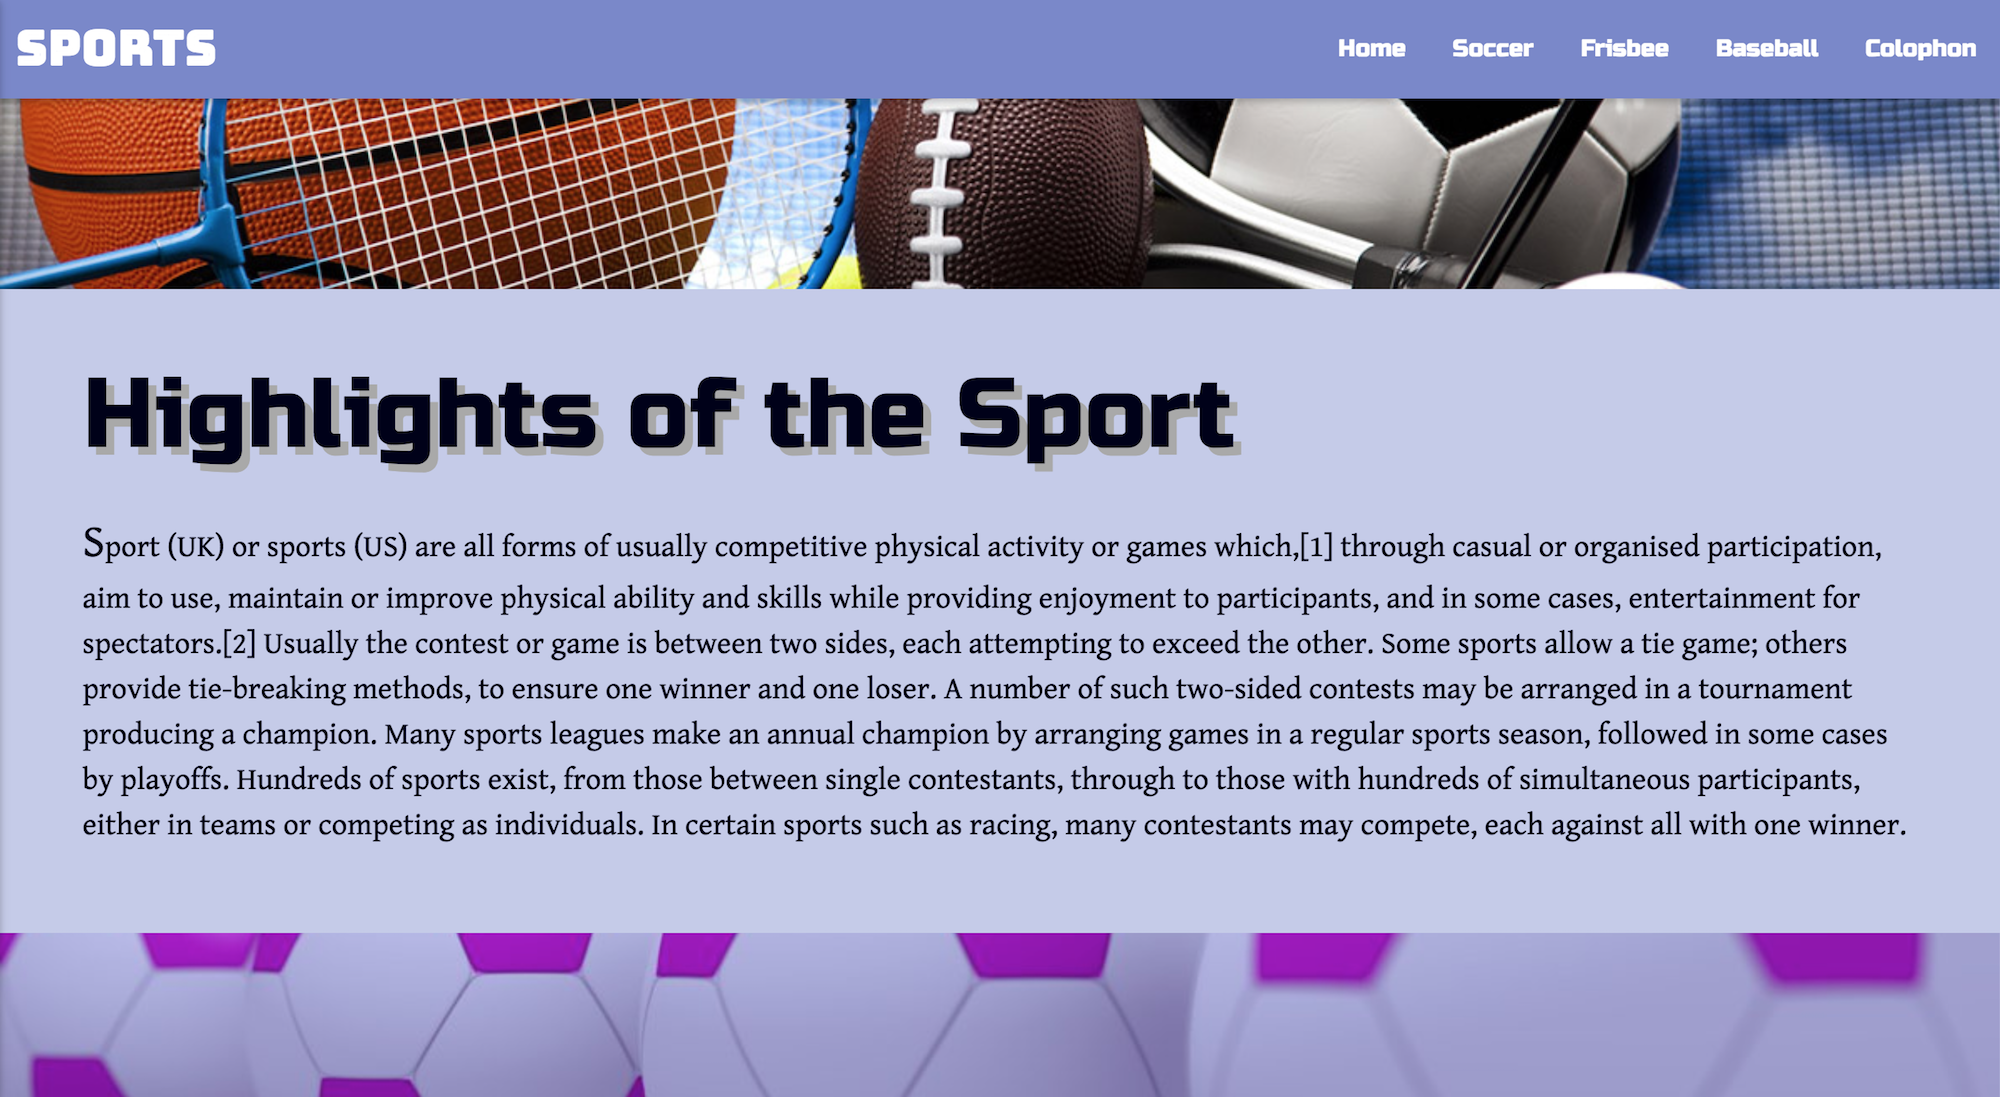 SPORTS
Home Soccer Frisbee Baseball Colophon
Highlights of the Sport
Sport (UK) or sports (US) are all forms of usually competitive physical activity or games which,[1] through casual or organised participation,
aim to use, maintain or improve physical ability and skills while providing enjoyment to participants, and in some cases, entertainment for
spectators.[2] Usually the contest or game is between two sides, each attempting to exceed the other. Some sports allow a tie game; others
provide tie-breaking methods, to ensure one winner and one loser. A number of such two-sided contests may be arranged in a tournament
producing a champion. Many sports leagues make an annual champion by arranging games in a regular sports season, followed in some cases
by playoffs. Hundreds of sports exist, from those between single contestants, through to those with hundreds of simultaneous participants,
either in teams or competing as individuals. In certain sports such as racing, many contestants may compete, each against all with one winner.